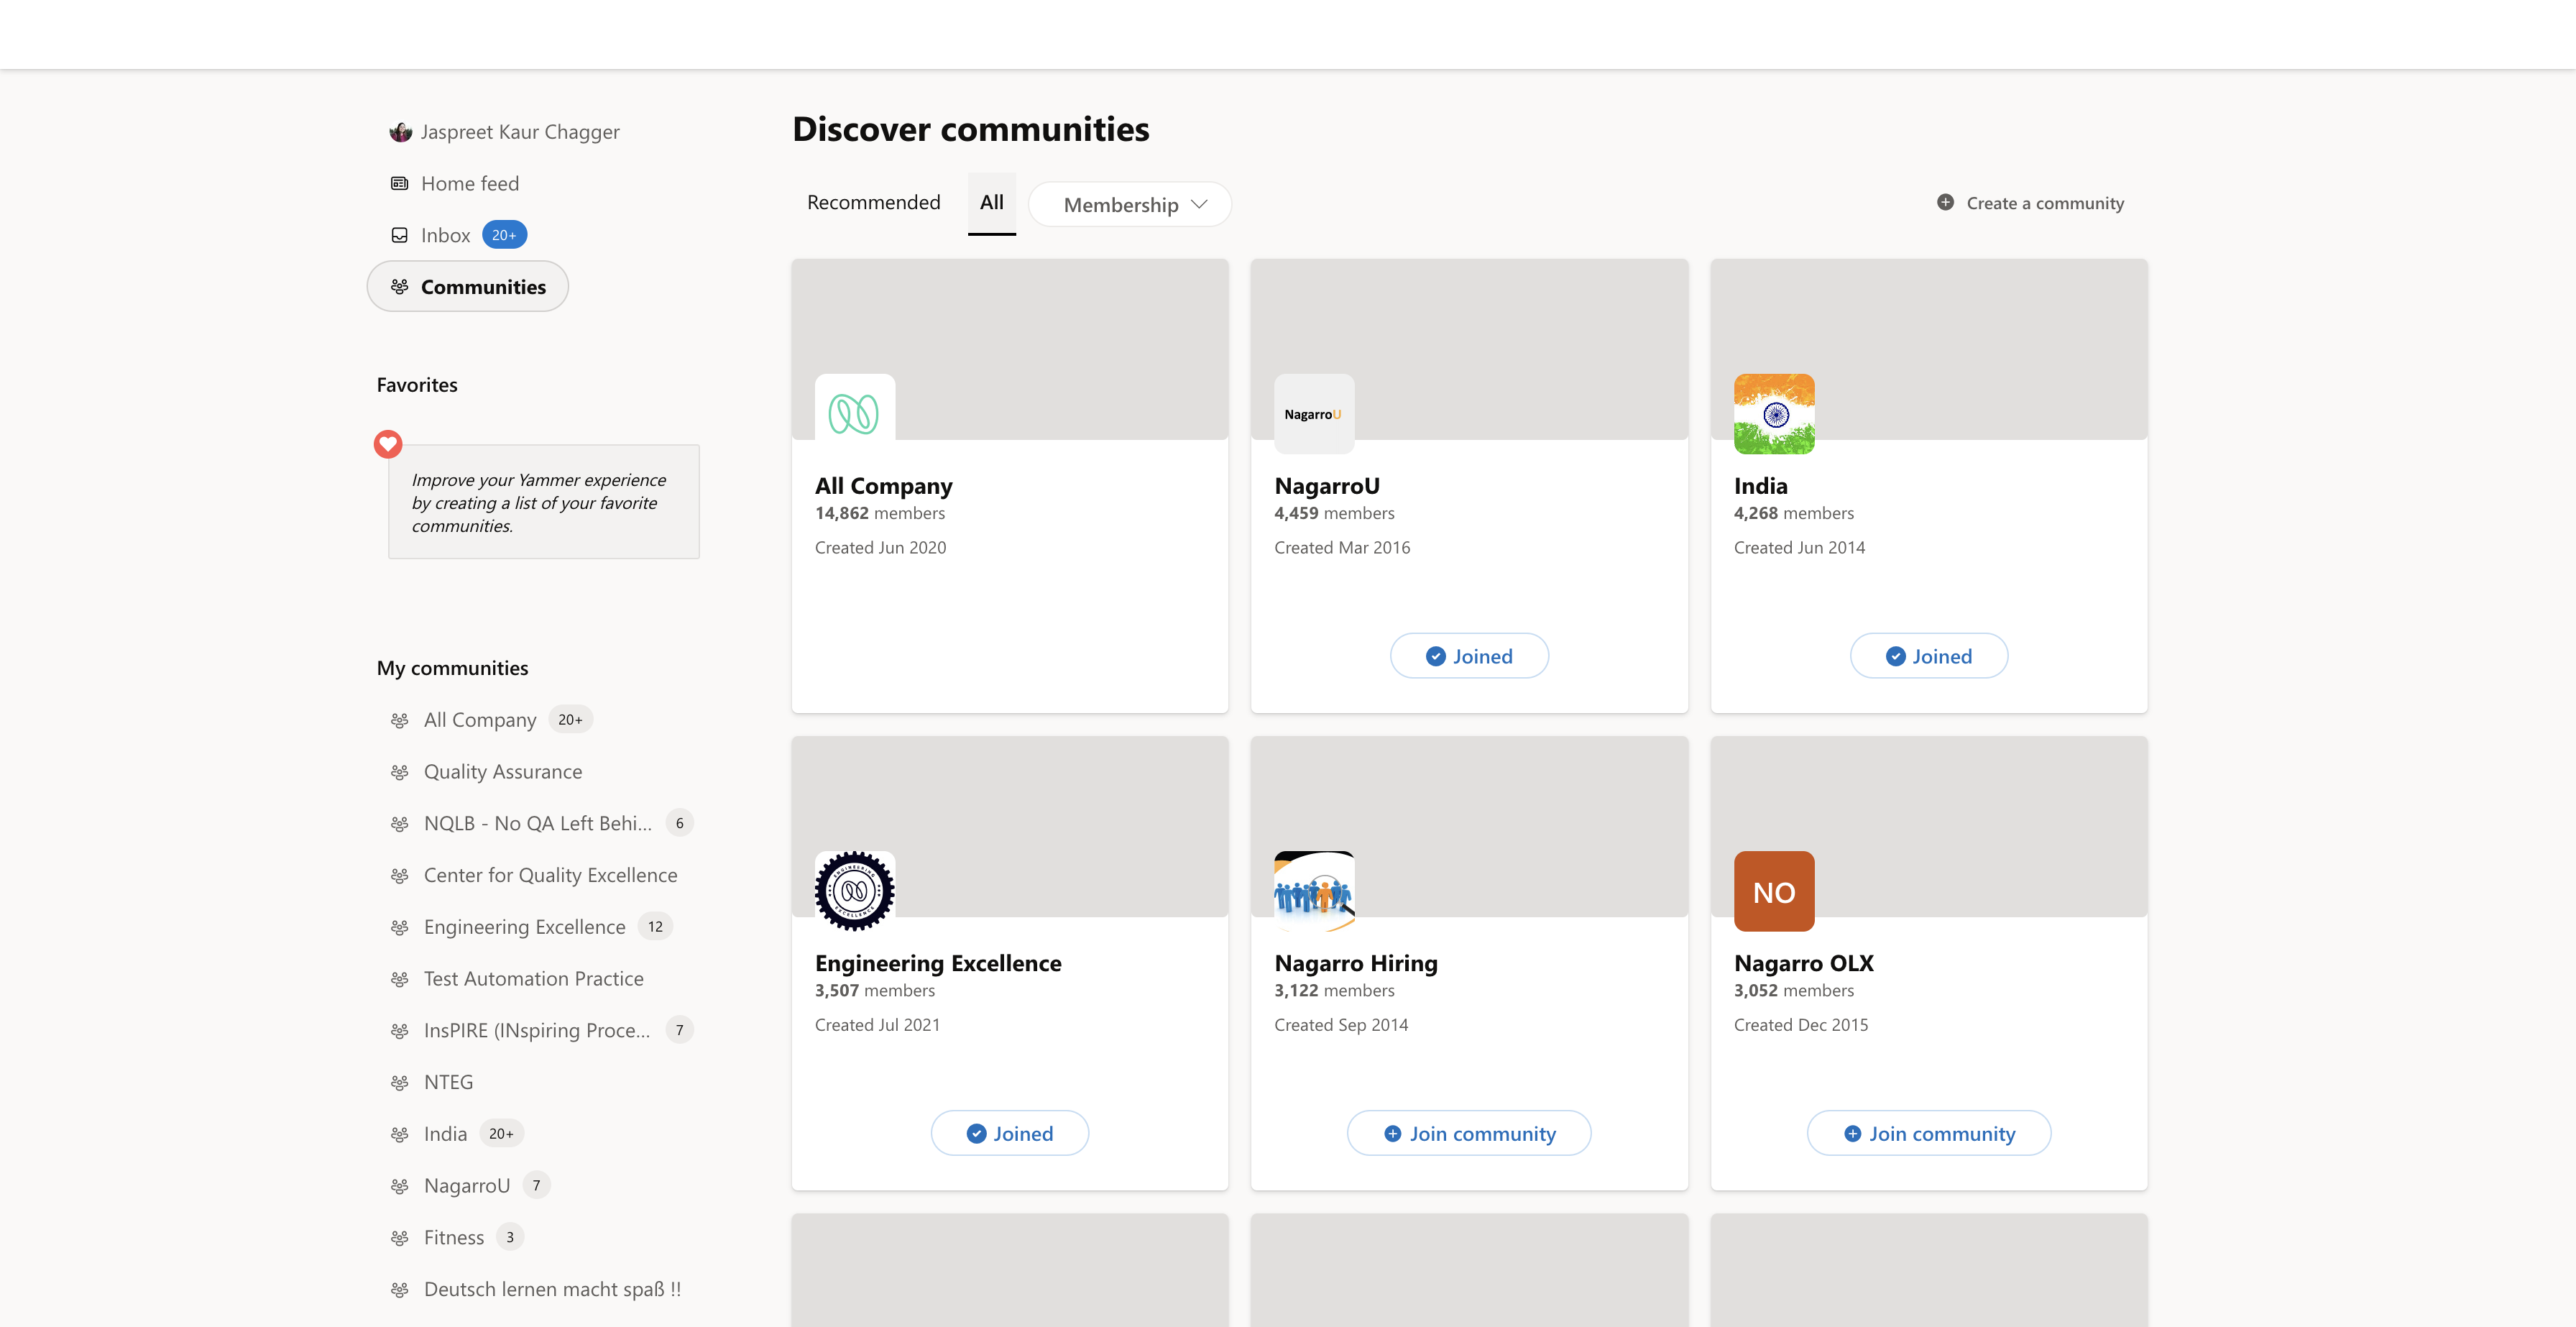 Jaspreet Kaur Chagger
Home feed
Inbox 20+
Communities
Favorites
Improve your Yammer experience
by creating a list of your favorite
communities.
My communities
All Company 20+
Quality Assurance
NQLB - No QA Left Behi... 6
Center for Quality Excellence
Engineering Excellence 12
Test Automation Practice
InsPIRE (INspiring Proce... 7
NTEG
India 20+
NagarroU 7
Fitness 3
Deutsch lernen macht spaß !!
Discover communities
Recommended All Membership
Create a community
All Company
14,862 members
Created Jun 2020
NagarroU
NagarroU
4,459 members
Created Mar 2016
Joined
India
4,268 members
Created Jun 2014
Joined
ENGINEERING
EXCELLENCE
Engineering Excellence
3,507 members
Created Jul 2021
Joined
Nagarro Hiring
3,122 members
Created Sep 2014
Join community
NO
Nagarro OLX
3,052 members
Created Dec 2015
Join community